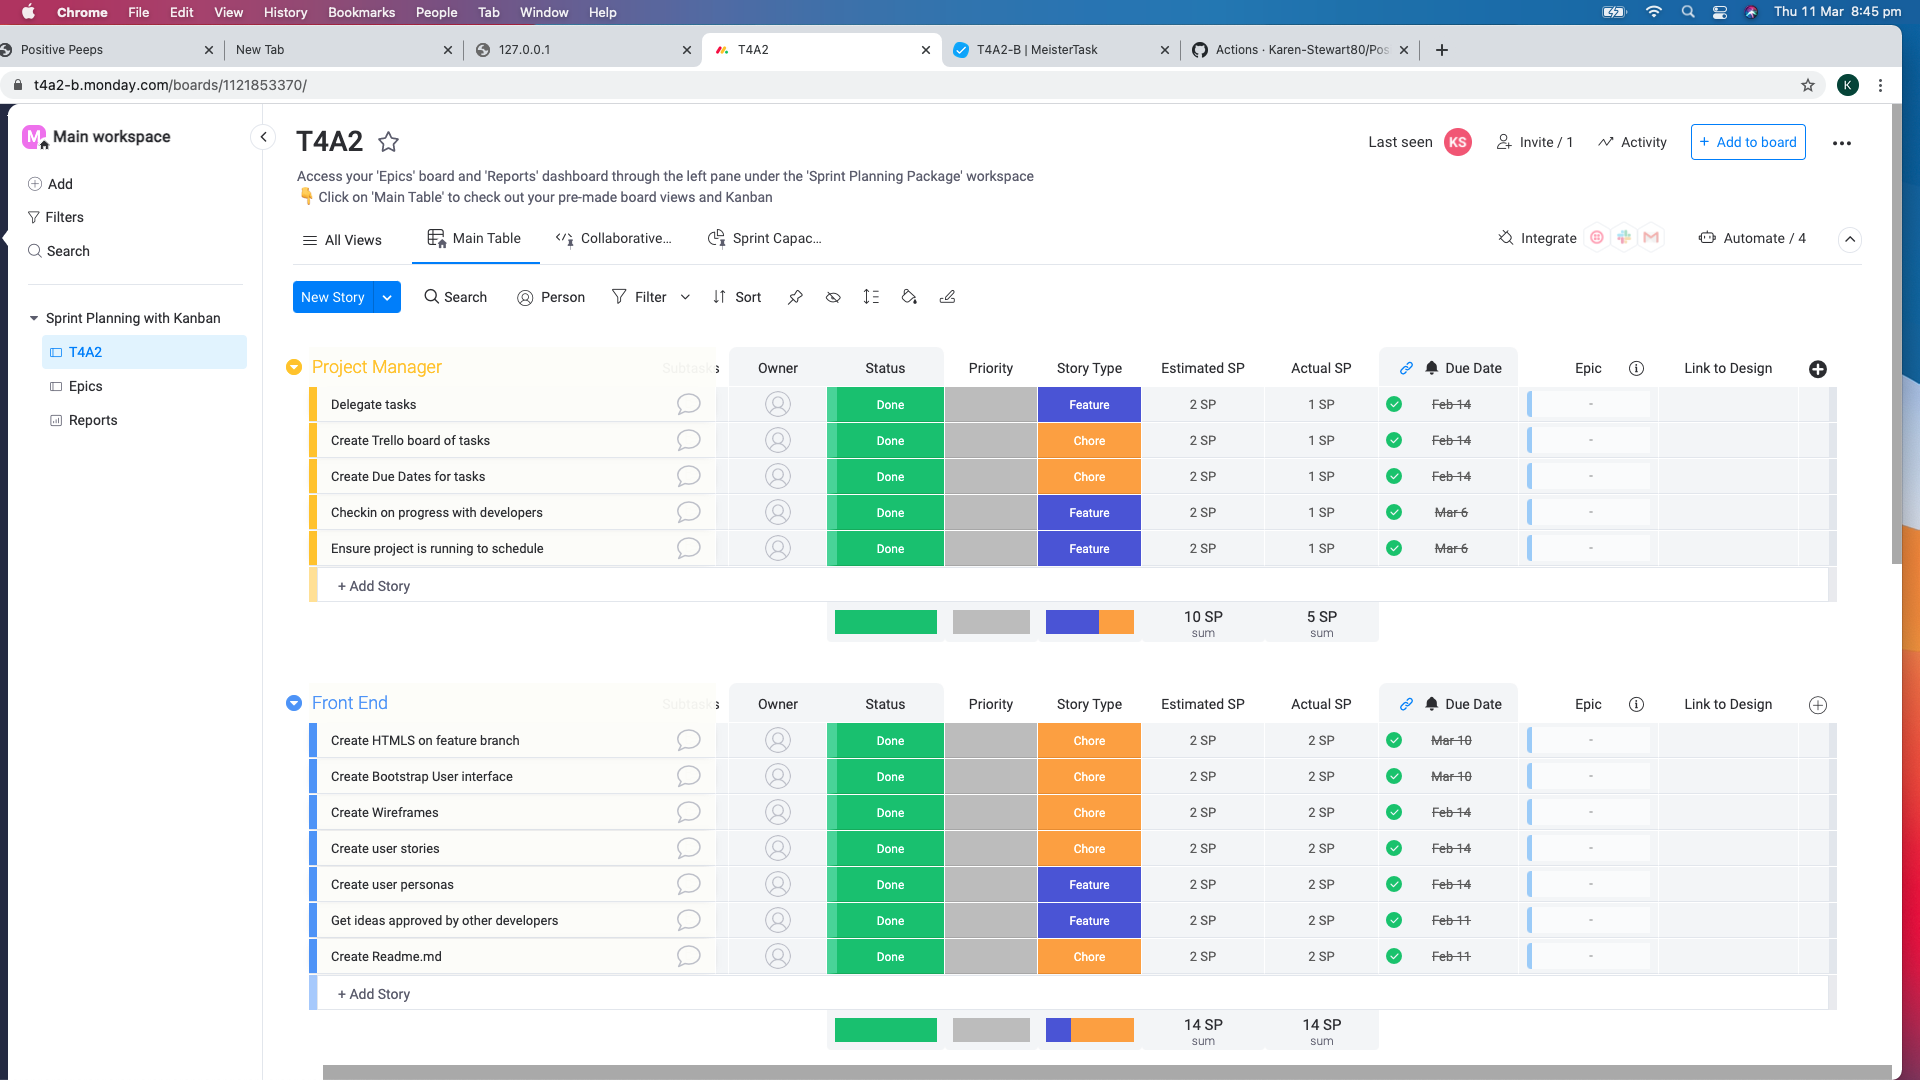 Chrome File Edit View History Bookmarks People Tab Window Help Thu 11 Mar 8:45 pm
Positive Peeps New Tab 127.0.0.1 T4A2 T4A2-B | MeisterTask Actions · Karen-Stewart80/Pos
t4a2-b.monday.com/boards/1121853370/ K
M Main workspace
Add
Filters
Search
Sprint Planning with Kanban
T4A2
Epics
Reports
T4A2 Last seen KS Invite / 1 Activity + Add to board
Access your 'Epics' board and 'Reports' dashboard through the left pane under the 'Sprint Planning Package' workspace
Click on 'Main Table' to check out your pre-made board views and Kanban
All Views Main Table Collaborative... Sprint Capac... Integrate Automate / 4
New Story Search Person Filter Sort
Project Manager Subtasks Owner Status Priority Story Type Estimated SP Actual SP Due Date Epic Link to Design
Delegate tasks Done Feature 2 SP 1 SP Feb 14 -
Create Trello board of tasks Done Chore 2 SP 1 SP Feb 14 -
Create Due Dates for tasks Done Chore 2 SP 1 SP Feb 14 -
Checkin on progress with developers Done Feature 2 SP 1 SP Mar 6 -
Ensure project is running to schedule Done Feature 2 SP 1 SP Mar 6 -
+ Add Story
10 SP 5 SP
sum sum
Front End Subtasks Owner Status Priority Story Type Estimated SP Actual SP Due Date Epic Link to Design
Create HTMLS on feature branch Done Chore 2 SP 2 SP Mar 10 -
Create Bootstrap User interface Done Chore 2 SP 2 SP Mar 10 -
Create Wireframes Done Chore 2 SP 2 SP Feb 14 -
Create user stories Done Chore 2 SP 2 SP Feb 14 -
Create user personas Done Feature 2 SP 2 SP Feb 14 -
Get ideas approved by other developers Done Feature 2 SP 2 SP Feb 11 -
Create Readme.md Done Chore 2 SP 2 SP Feb 11 -
+ Add Story
14 SP 14 SP
sum sum